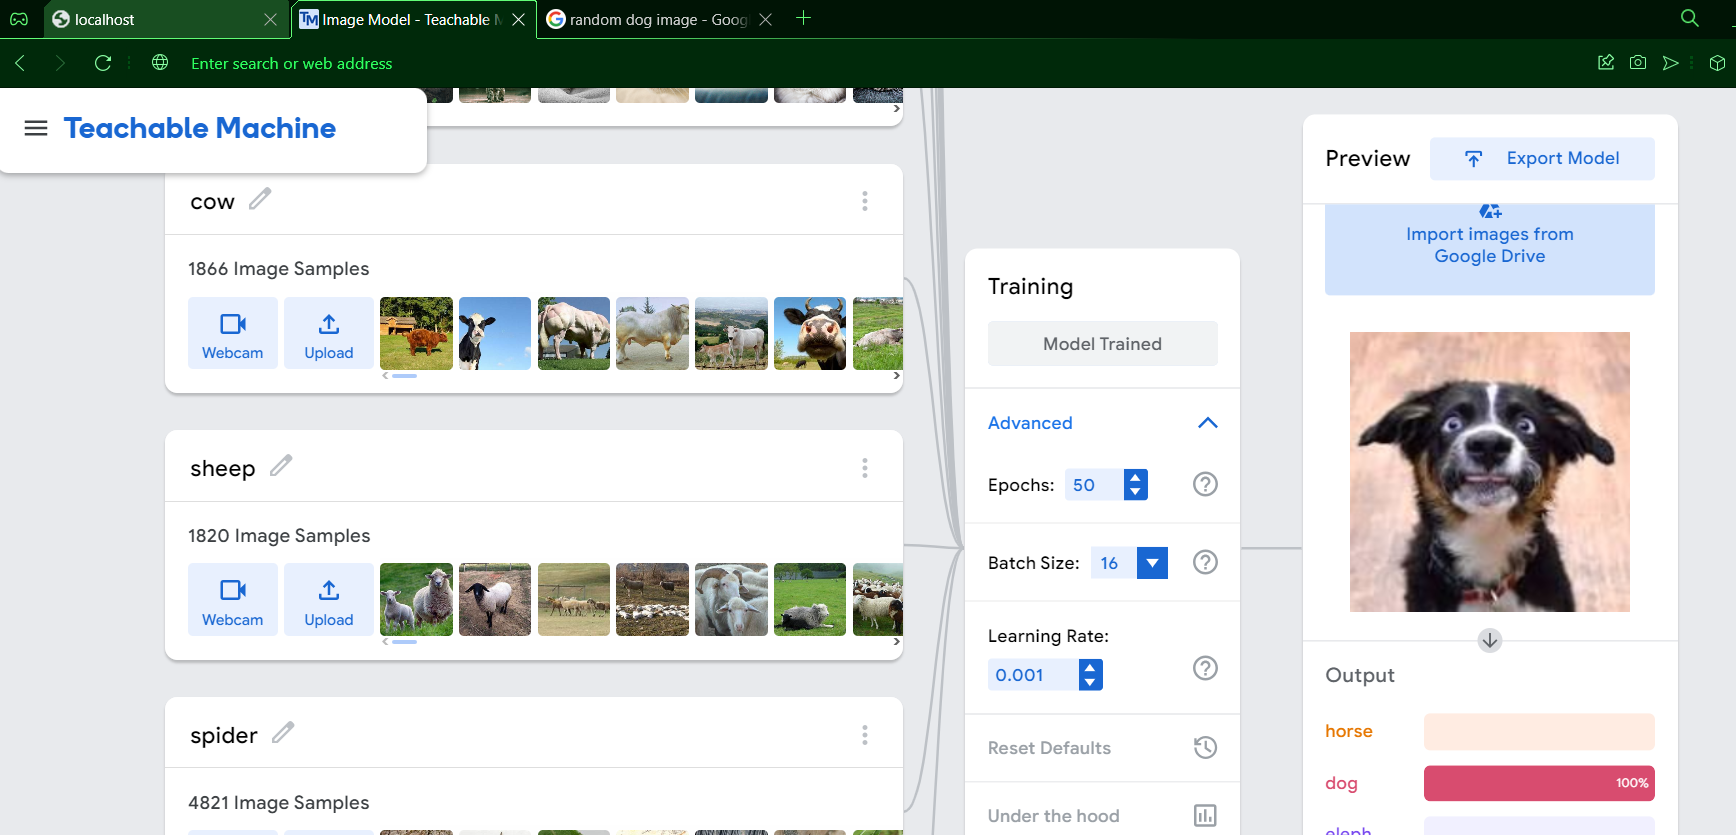 localhost
Image Model - Teachable M
random dog image - Goog
Enter search or web address
Teachable Machine
cow
1866 Image Samples
Webcam
Upload
sheep
1820 Image Samples
Webcam
Upload
spider
4821 Image Samples
Training
Model Trained
Advanced
Epochs: 50
Batch Size: 16
Learning Rate:
0.001
Reset Defaults
Under the hood
Preview
Export Model
Import images from
Google Drive
Output
horse
dog 100%
eleph